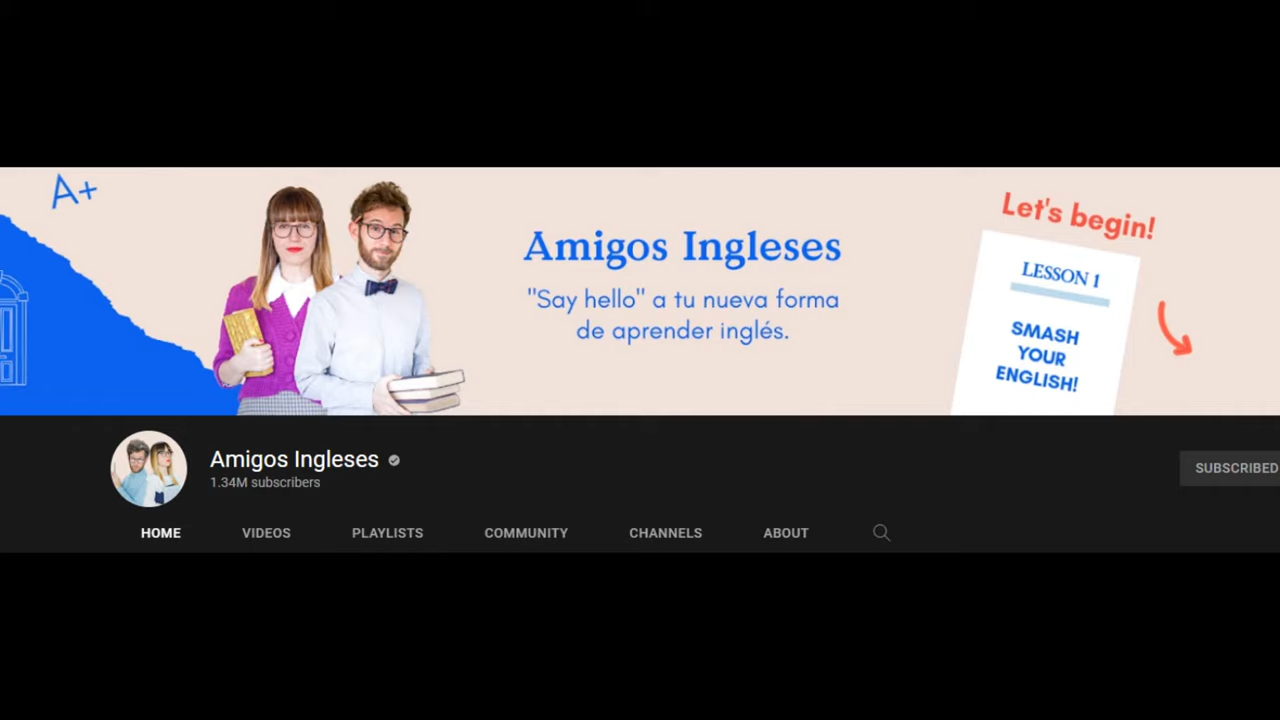 A+
Amigos Ingleses
"Say hello" a tu nueva forma
de aprender inglés.
Let's begin!
LESSON 1
SMASH
YOUR
ENGLISH!
Amigos Ingleses
1.34M subscribers
SUBSCRIBED
HOME VIDEOS PLAYLISTS COMMUNITY CHANNELS ABOUT